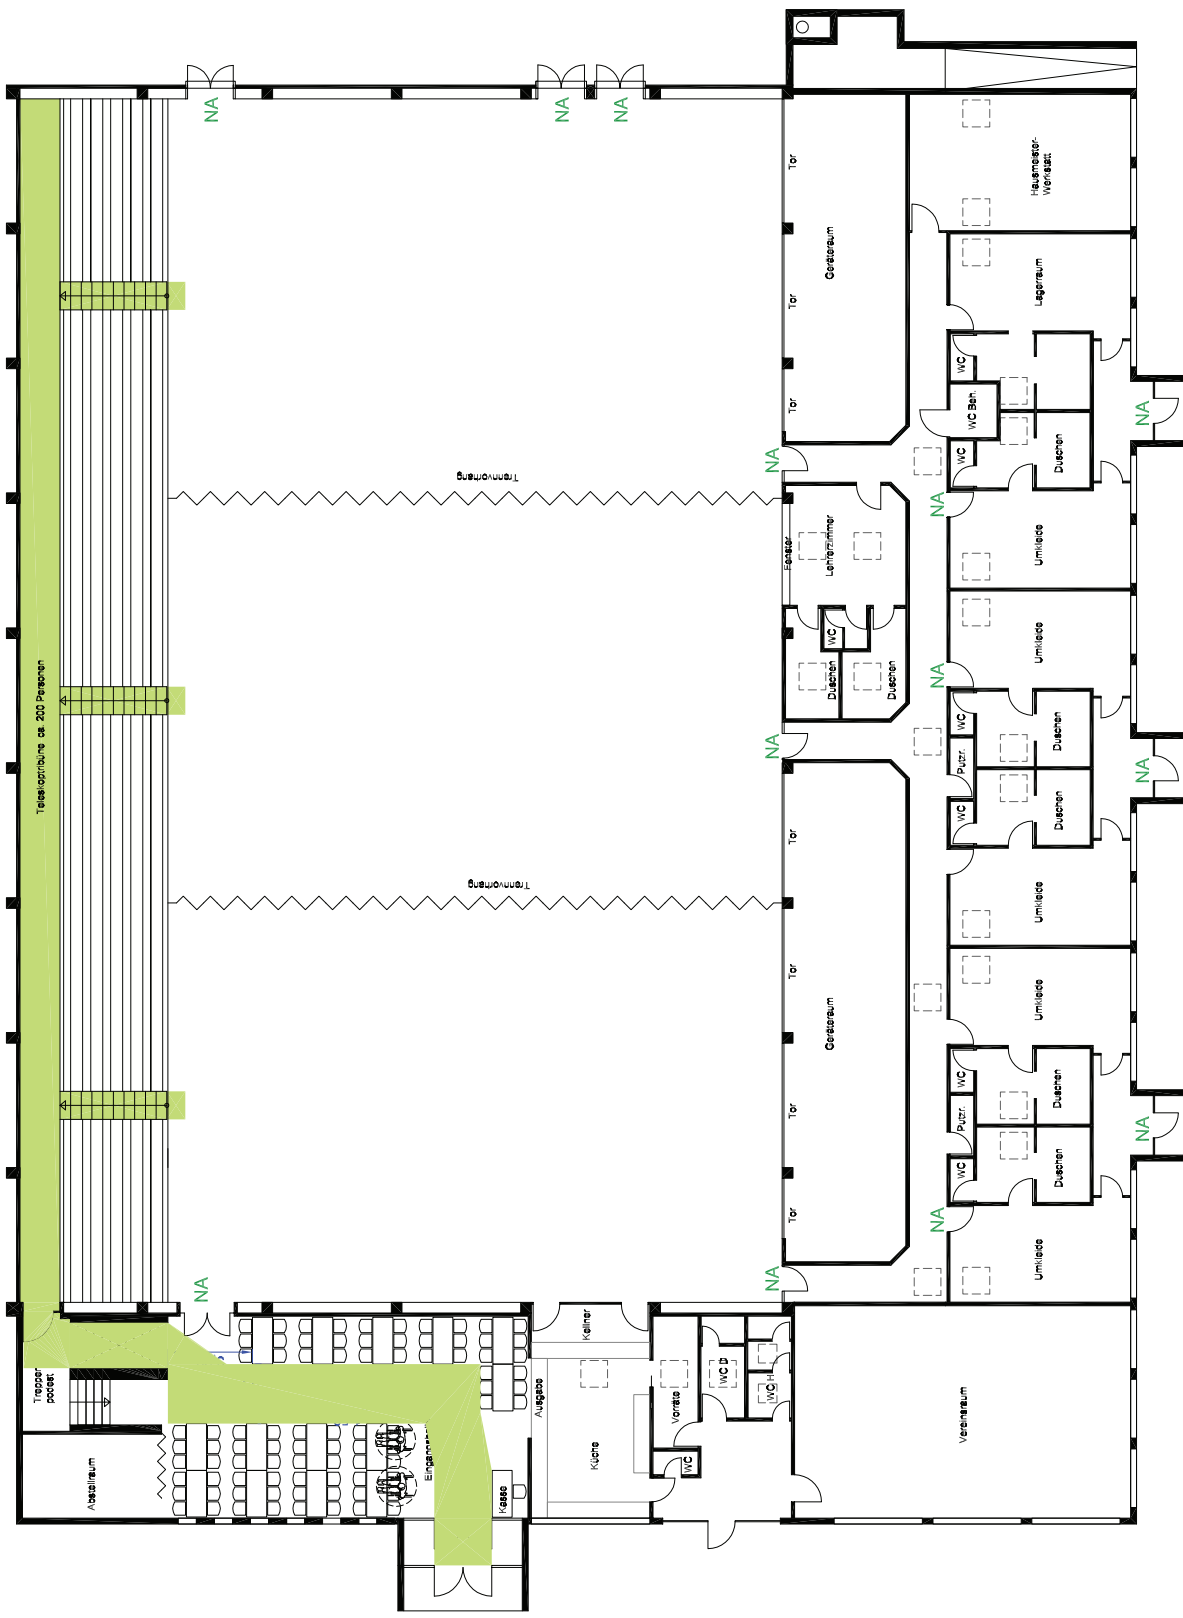 NA
NA
NA
Tor
Hausmeister-
Werkstatt
Geräteraum
Lagerraum
Tor
WC
Tor
WC Beh.
NA
WC
Duschen
NA
Trennvorhang
NA
Fenster
Lehrerzimmer
Umkleide
WC
Umkleide
Duschen
Duschen
NA
Teleskoptribüne ca. 200 Personen
WC
Duschen
NA
Putzr.
NA
WC
Duschen
Tor
Trennvorhang
Umkleide
Tor
Geräteraum
Umkleide
WC
Duschen
Tor
Putzr.
NA
WC
Duschen
Tor
NA
NA
NA
Umkleide
Kellner
Treppen
podest
Ausgabe
Vorräte
WC D
WC H
Vereinsraum
Küche
WC
Abstellraum
Kasse